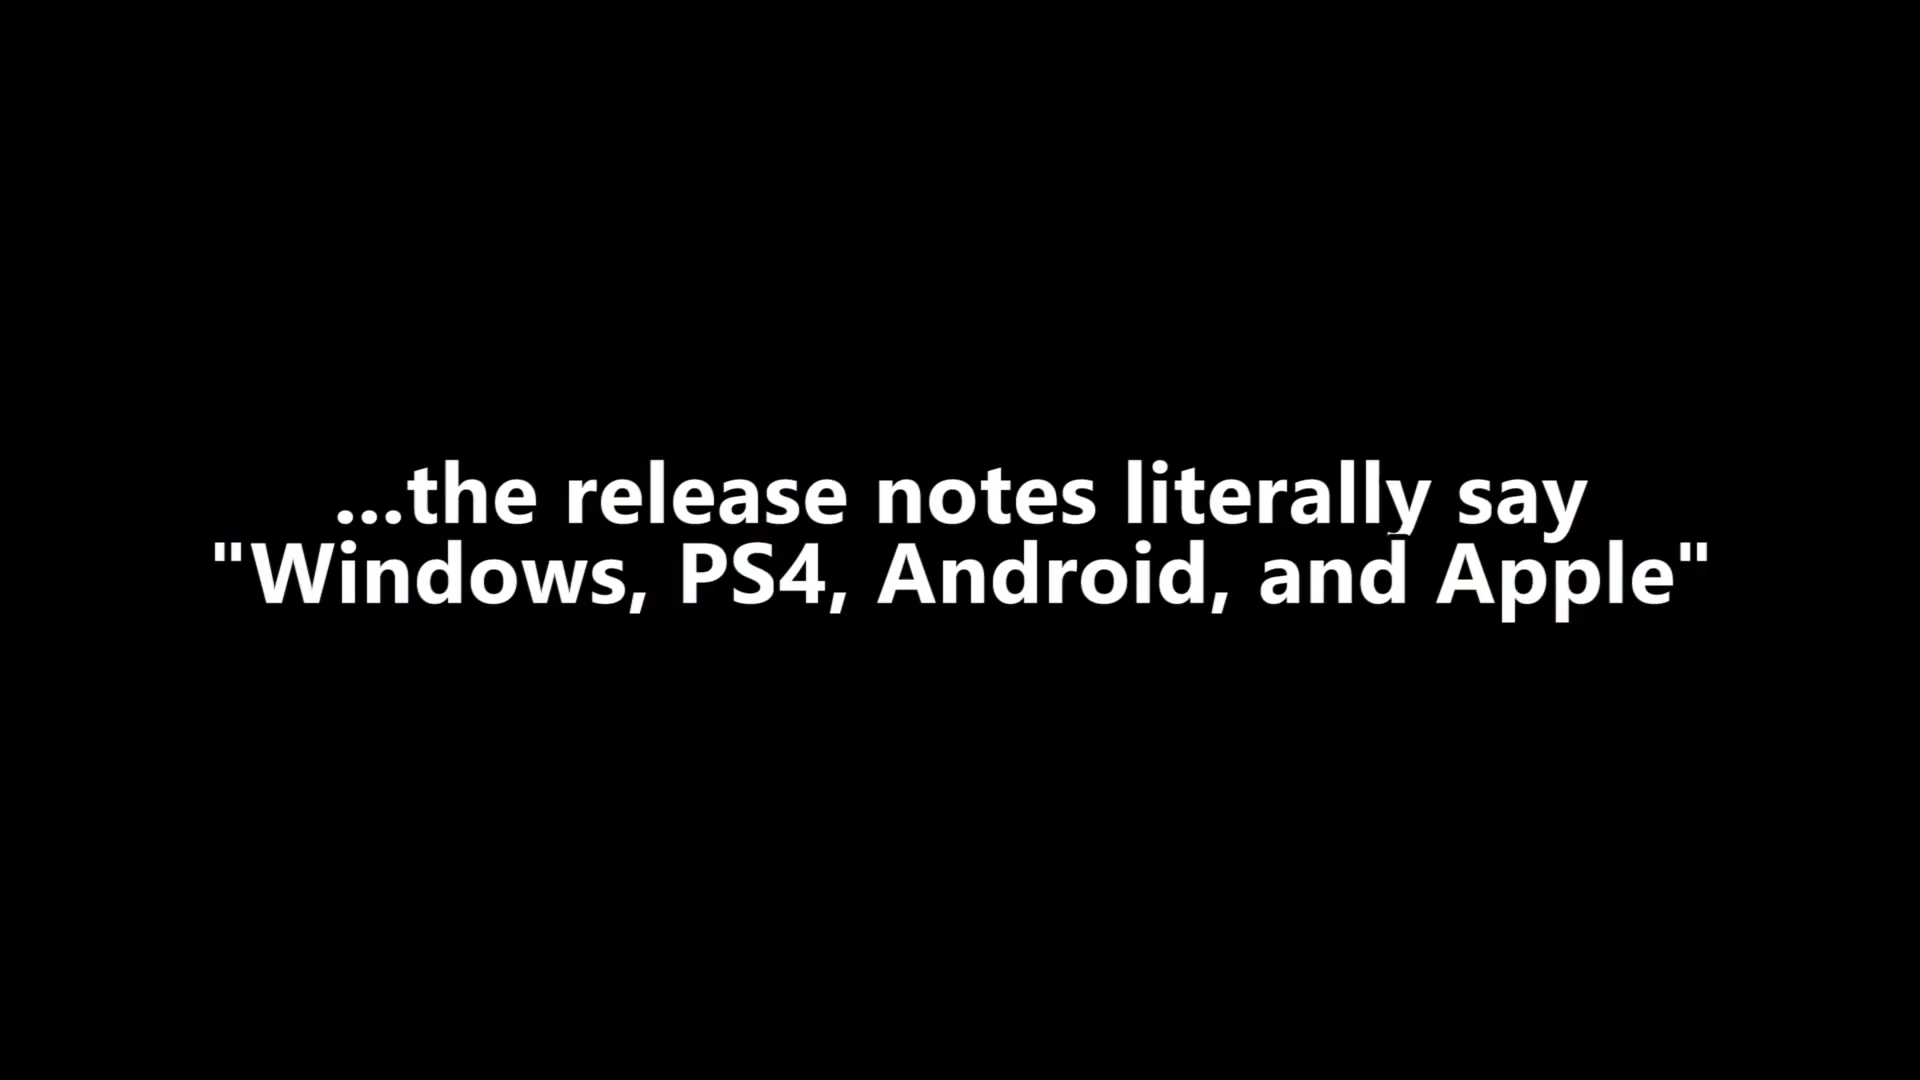 ...the release notes literally say
"Windows, PS4, Android, and Apple"